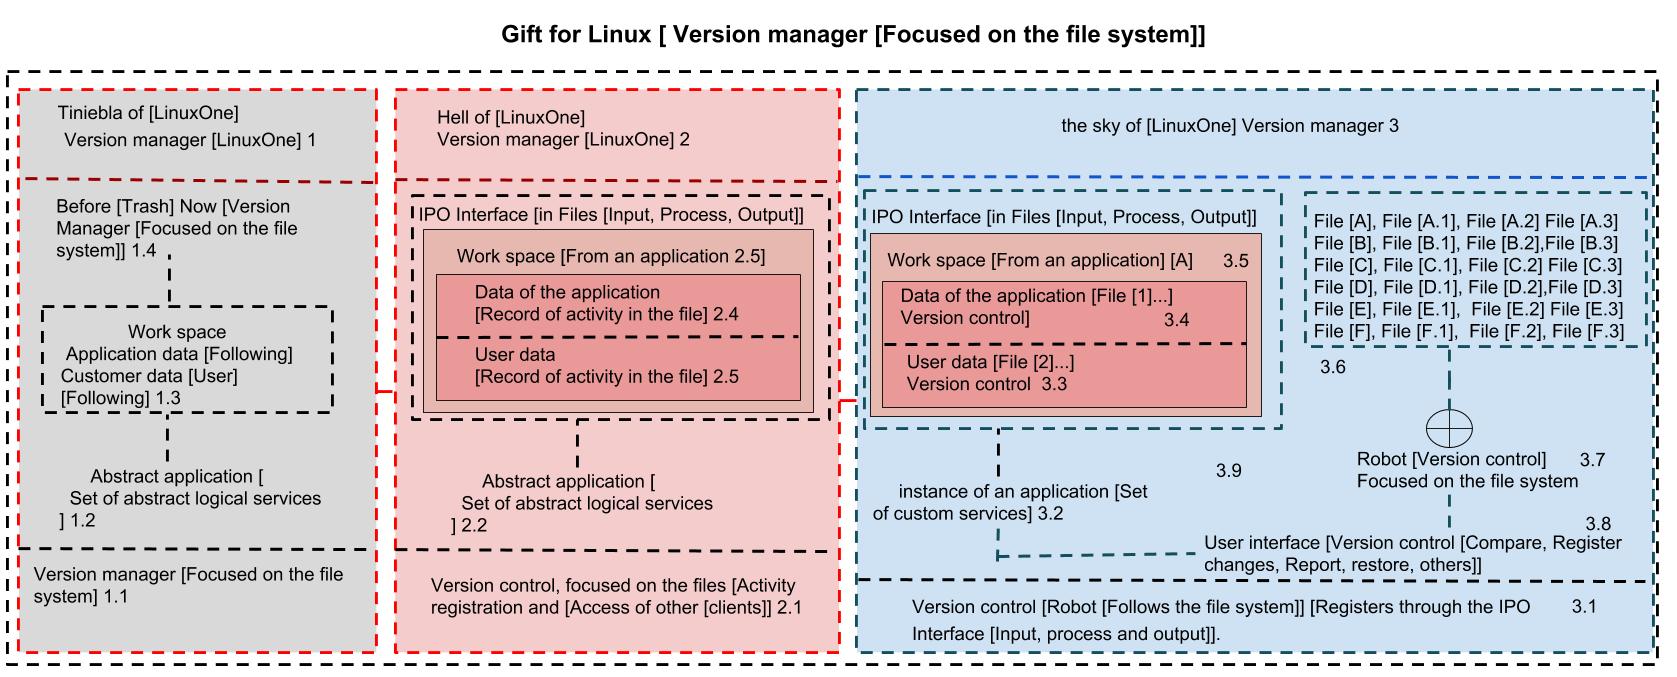 Gift for Linux [ Version manager [Focused on the file system]]
Tiniebla of [LinuxOne]
Version manager [LinuxOne] 1
Before [Trash] Now [Version
Manager [Focused on the file
system]] 1.4
Work space
Application data [Following]
Customer data [User]
[Following] 1.3
Abstract application [
Set of abstract logical services
] 1.2
Version manager [Focused on the file
system] 1.1
Hell of [LinuxOne]
Version manager [LinuxOne] 2
IPO Interface [in Files [Input, Process, Output]]
Work space [From an application 2.5]
Data of the application
[Record of activity in the file] 2.4
User data
[Record of activity in the file] 2.5
Abstract application [
Set of abstract logical services
] 2.2
Version control, focused on the files [Activity
registration and [Access of other [clients]] 2.1
the sky of [LinuxOne] Version manager 3
IPO Interface [in Files [Input, Process, Output]]
Work space [From an application] [A] 3.5
Data of the application [File [1]...]
Version control] 3.4
User data [File [2]...]
Version control 3.3
instance of an application [Set
of custom services] 3.2
3.9
File [A], File [A.1], File [A.2] File [A.3]
File [B], File [B.1], File [B.2],File [B.3]
File [C], File [C.1], File [C.2] File [C.3]
File [D], File [D.1], File [D.2],File [D.3]
File [E], File [E.1], File [E.2] File [E.3]
File [F], File [F.1], File [F.2], File [F.3]
3.6
Robot [Version control] 3.7
Focused on the file system
3.8
User interface [Version control [Compare, Register
changes, Report, restore, others]]
Version control [Robot [Follows the file system]] [Registers through the IPO 3.1
Interface [Input, process and output]].